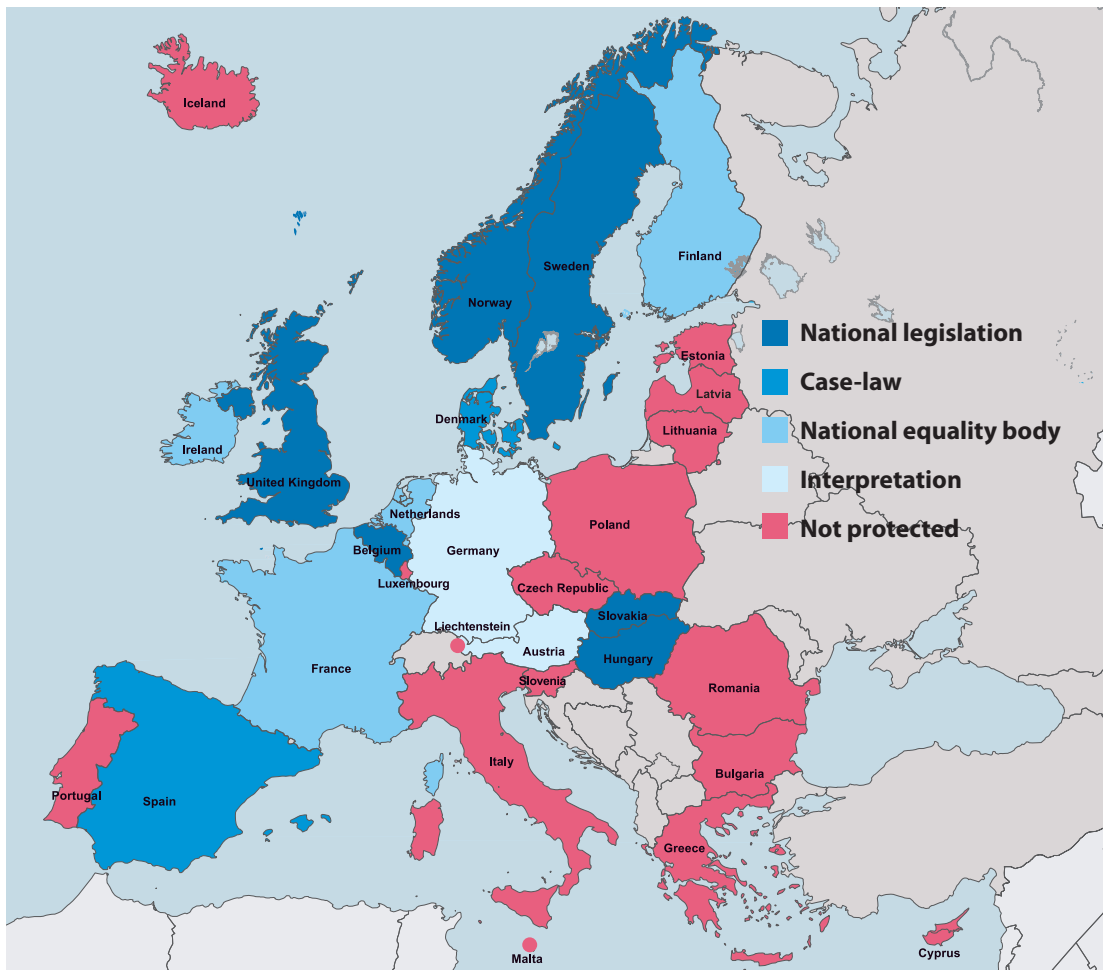 Iceland
Finland
Sweden
Norway
National legislation
Estonia
Case-law
Latvia
Denmark
Lithuania
National equality body
Ireland
United Kingdom
Interpretation
Netherlands
Poland
Not protected
Belgium
Germany
Luxembourg
Czech Republic
Slovakia
Liechtenstein
Austria
Hungary
France
Slovenia
Romania
Italy
Bulgaria
Portugal
Spain
Greece
Cyprus
Malta